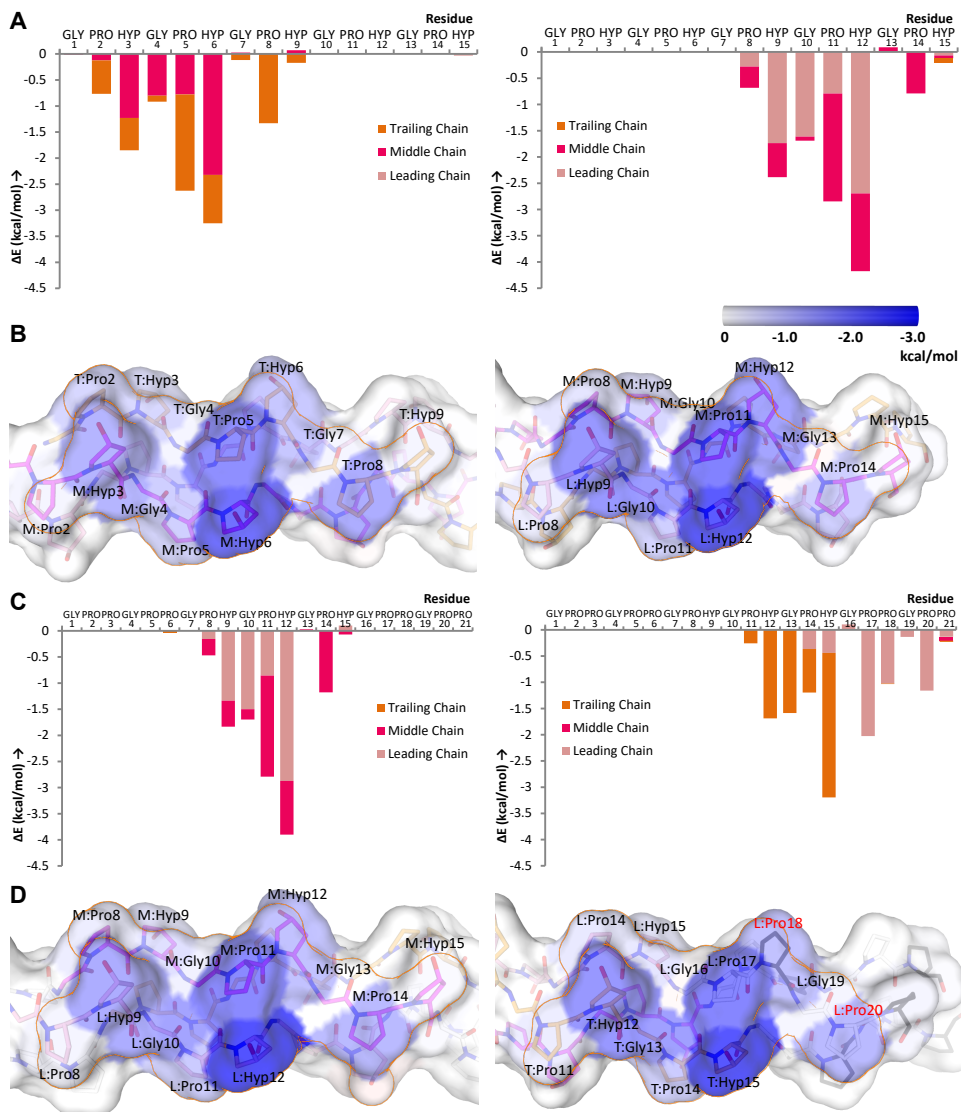 A
Residue
GLY PRO HYP GLY PRO HYP GLY PRO HYP GLY PRO HYP GLY PRO HYP
1 2 3 4 5 6 7 8 9 10 11 12 13 14 15
0
-0.5
-1
-1.5
-2
-2.5
-3
-3.5
-4
-4.5
ΔE (kcal/mol) →
Trailing Chain
Middle Chain
Leading Chain
Residue
GLY PRO HYP GLY PRO HYP GLY PRO HYP GLY PRO HYP GLY PRO HYP
1 2 3 4 5 6 7 8 9 10 11 12 13 14 15
0
-0.5
-1
-1.5
-2
-2.5
-3
-3.5
-4
-4.5
ΔE (kcal/mol) →
Trailing Chain
Middle Chain
Leading Chain
0 -1.0 -2.0 -3.0
kcal/mol
B
T:Pro2
T:Hyp3
T:Hyp6
T:Gly4
T:Pro5
T:Gly7
T:Hyp9
T:Pro8
M:Hyp3
M:Gly4
M:Pro2
M:Pro5
M:Hyp6
M:Pro8
M:Hyp9
M:Hyp12
M:Gly10
M:Pro11
M:Gly13
M:Hyp15
M:Pro14
L:Hyp9
L:Gly10
L:Pro8
L:Pro11
L:Hyp12
C
Residue
GLY PRO PRO GLY PRO PRO GLY PRO HYP GLY PRO HYP GLY PRO HYP GLY PRO PRO GLY PRO PRO
1 2 3 4 5 6 7 8 9 10 11 12 13 14 15 16 17 18 19 20 21
0
-0.5
-1
-1.5
-2
-2.5
-3
-3.5
-4
-4.5
ΔE (kcal/mol) →
Trailing Chain
Middle Chain
Leading Chain
Residue
GLY PRO PRO GLY PRO PRO GLY PRO HYP GLY PRO HYP GLY PRO HYP GLY PRO PRO GLY PRO PRO
1 2 3 4 5 6 7 8 9 10 11 12 13 14 15 16 17 18 19 20 21
0
-0.5
-1
-1.5
-2
-2.5
-3
-3.5
-4
-4.5
ΔE (kcal/mol) →
Trailing Chain
Middle Chain
Leading Chain
D
M:Pro8
M:Hyp9
M:Hyp12
M:Gly10
M:Pro11
M:Gly13
M:Hyp15
M:Pro14
L:Hyp9
L:Gly10
L:Pro8
L:Pro11
L:Hyp12
L:Pro14
L:Hyp15
L:Pro18
L:Gly16
L:Pro17
L:Gly19
L:Pro20
T:Hyp12
T:Gly13
T:Pro11
T:Pro14
T:Hyp15